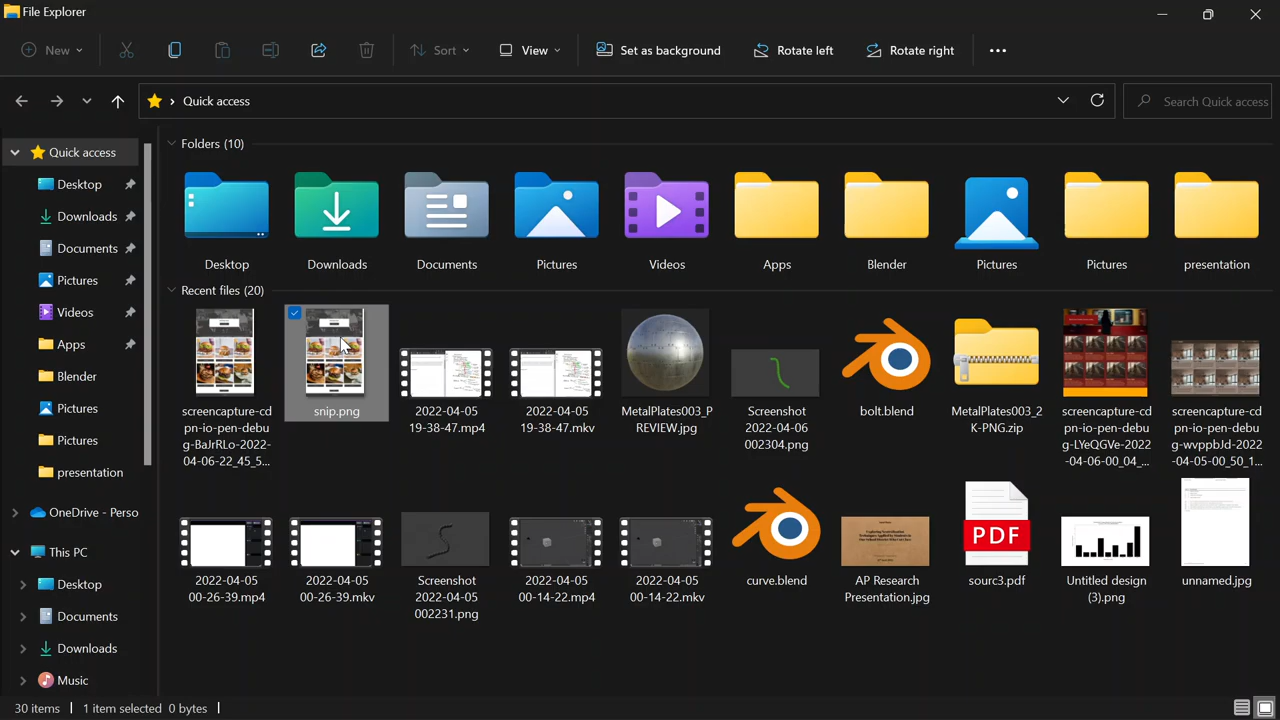 File Explorer
New
Sort
View
Set as background
Rotate left
Rotate right
Quick access
Search Quick access
Quick access
Desktop
Downloads
Documents
Pictures
Videos
Apps
Blender
Pictures
Pictures
presentation
OneDrive - Perso
This PC
Desktop
Documents
Downloads
Music
Folders (10)
Desktop
Downloads
Documents
Pictures
Videos
Apps
Blender
Pictures
Pictures
presentation
Recent files (20)
screencapture-cd
pn-io-pen-debu
g-BaJrRLo-2022-
04-06-22_45_5...
snip.png
2022-04-05
19-38-47.mp4
2022-04-05
19-38-47.mkv
MetalPlates003_P
REVIEW.jpg
Screenshot
2022-04-06
002304.png
bolt.blend
MetalPlates003_2
K-PNG.zip
screencapture-cd
pn-io-pen-debu
g-LYeQGVe-2022
-04-06-00_04_...
screencapture-cd
pn-io-pen-debu
g-wvppbJd-2022
-04-05-00_50_1...
2022-04-05
00-26-39.mp4
2022-04-05
00-26-39.mkv
Screenshot
2022-04-05
002231.png
2022-04-05
00-14-22.mp4
2022-04-05
00-14-22.mkv
curve.blend
AP Research
Presentation.jpg
PDF
sourc3.pdf
Untitled design
(3).png
unnamed.jpg
30 items
1 item selected 0 bytes